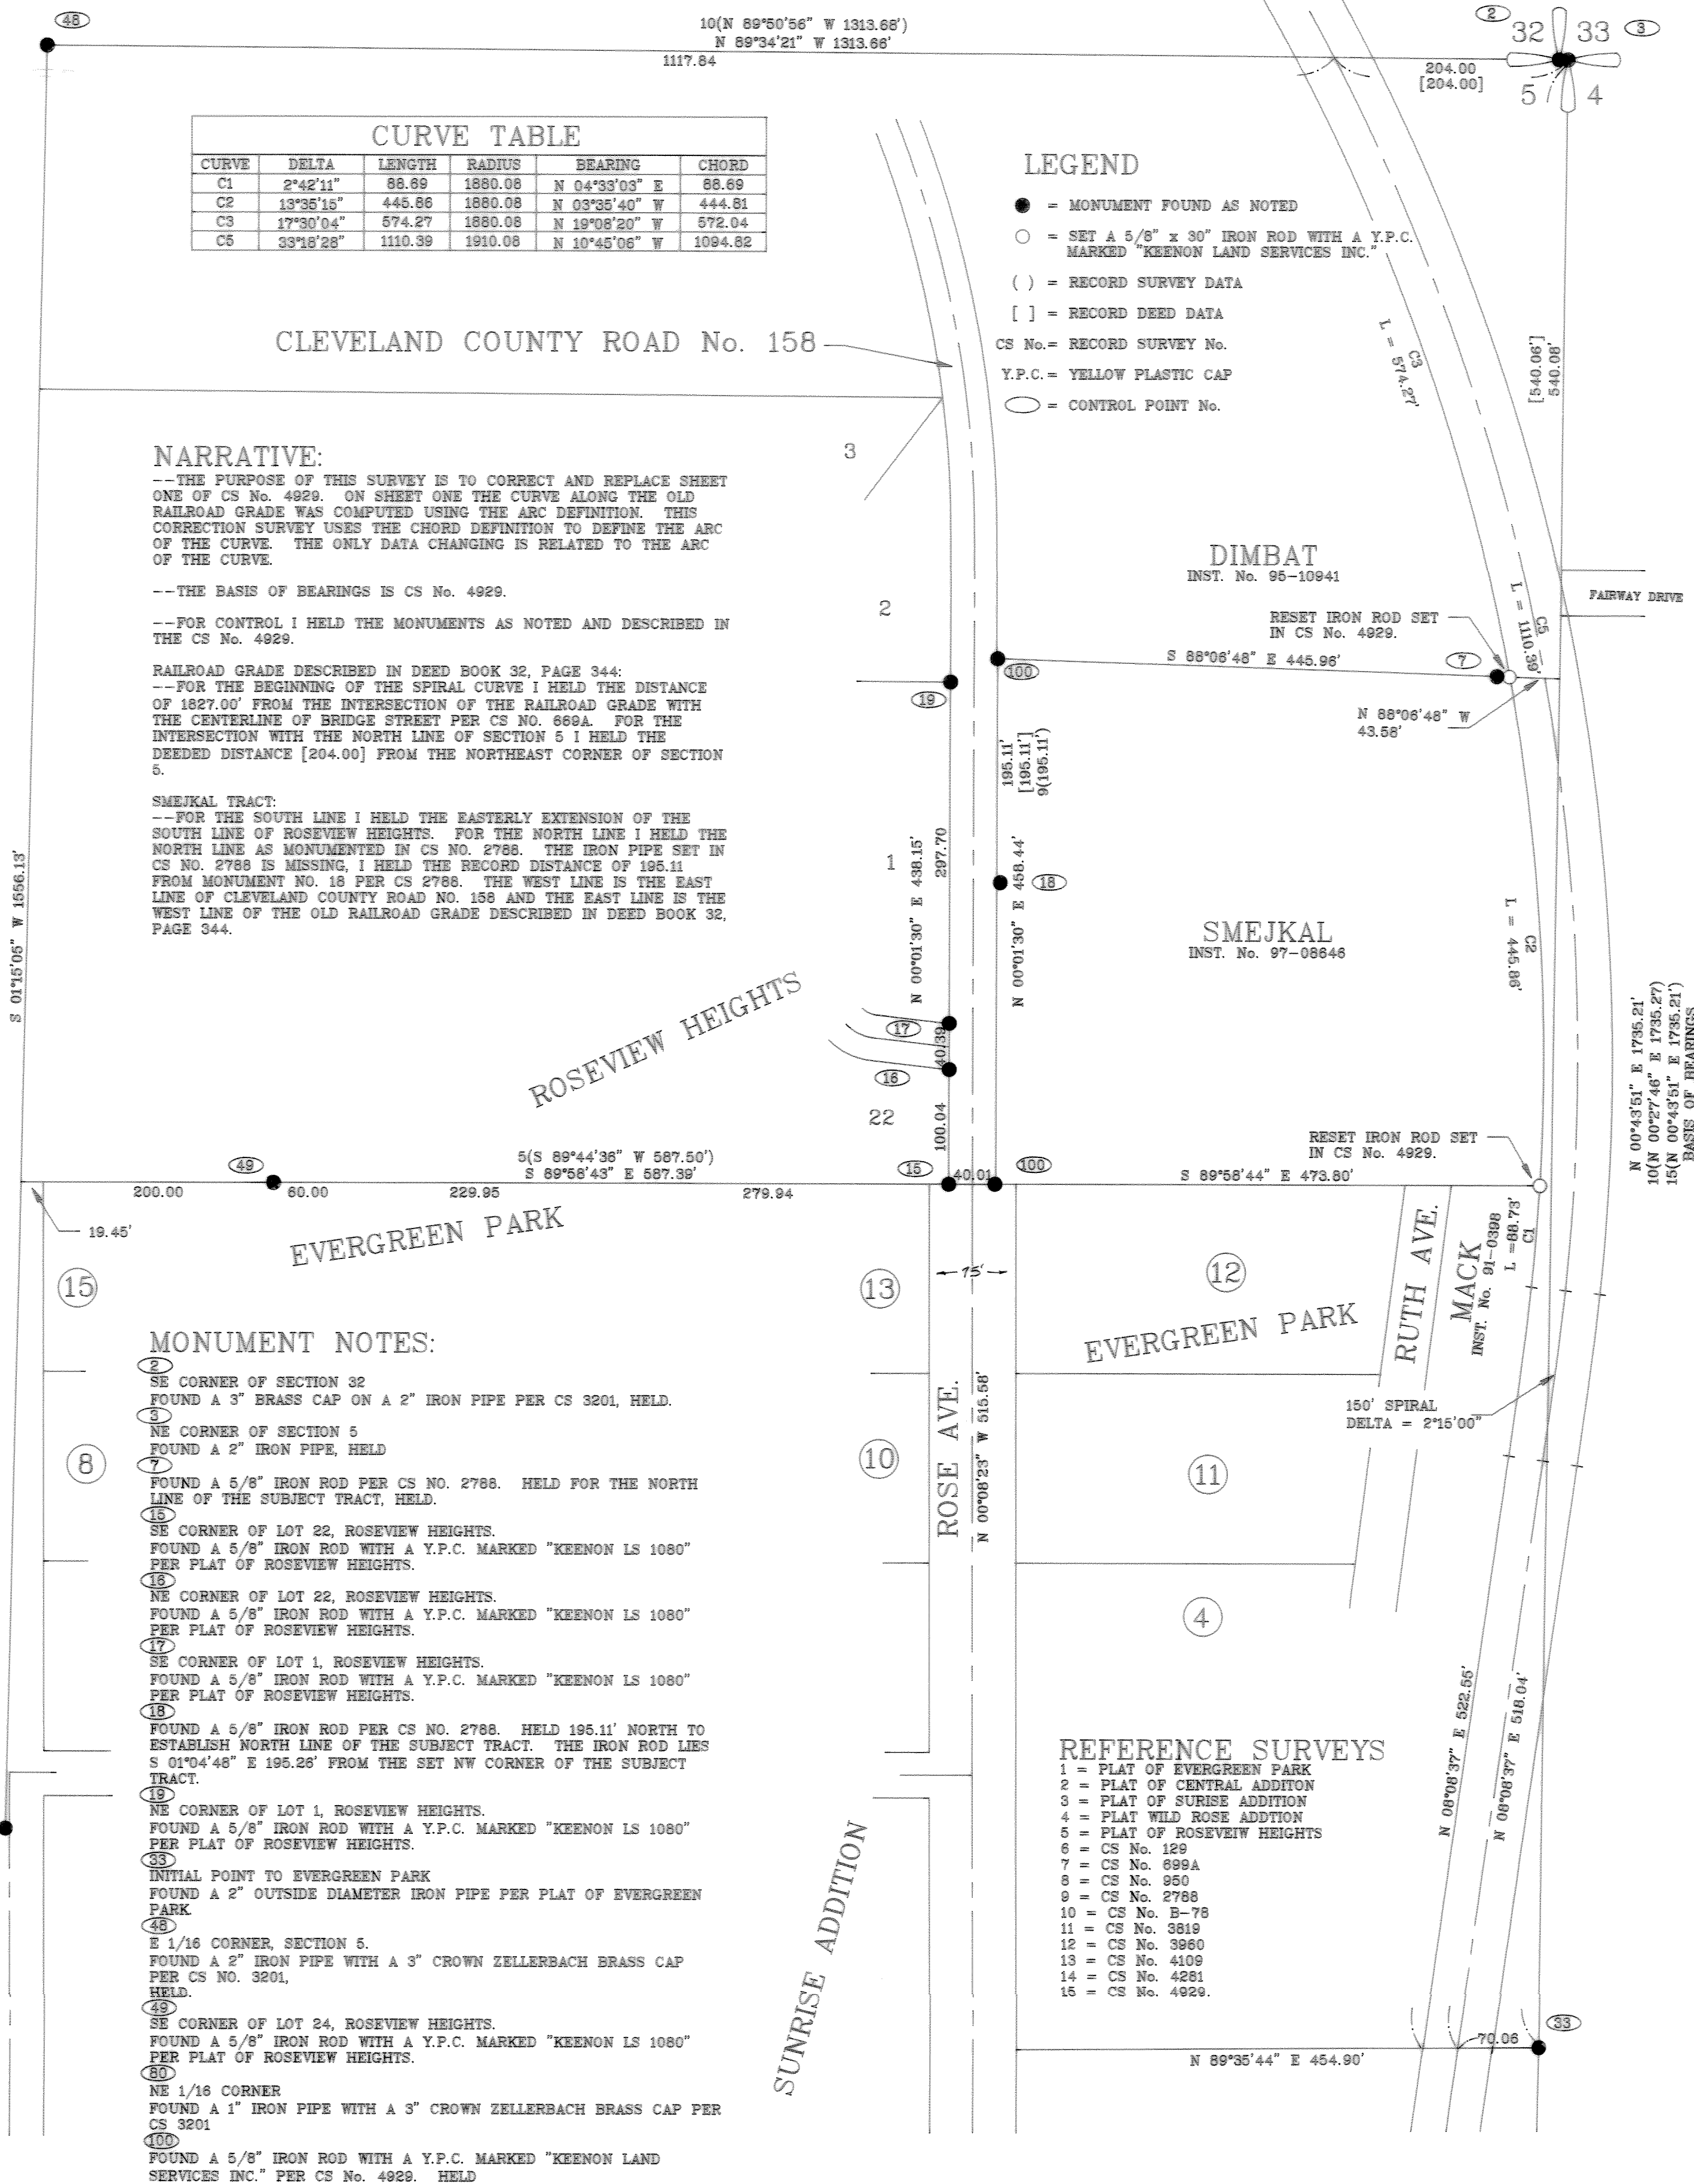 48
10(N 89°50'56" W 1313.68')
N 89°34'21" W 1313.66'
1117.84
204.00
[204.00]
2
32
33
3
5
4
CURVE TABLE
CURVE DELTA LENGTH RADIUS BEARING CHORD
C1 2°42'11" 88.69 1880.08 N 04°33'03" E 88.69
C2 13°35'15" 445.86 1880.08 N 03°35'40" W 444.81
C3 17°30'04" 574.27 1880.08 N 19°08'20" W 572.04
C5 33°18'28" 1110.39 1910.08 N 10°45'06" W 1094.82
LEGEND
= MONUMENT FOUND AS NOTED
= SET A 5/8" x 30" IRON ROD WITH A Y.P.C.
MARKED "KEENON LAND SERVICES INC."
( ) = RECORD SURVEY DATA
[ ] = RECORD DEED DATA
CS No.= RECORD SURVEY No.
Y.P.C.= YELLOW PLASTIC CAP
= CONTROL POINT No.
CLEVELAND COUNTY ROAD No. 158
C3
L = 574.27'
[540.06']
540.08'
NARRATIVE:
--THE PURPOSE OF THIS SURVEY IS TO CORRECT AND REPLACE SHEET
ONE OF CS No. 4929. ON SHEET ONE THE CURVE ALONG THE OLD
RAILROAD GRADE WAS COMPUTED USING THE ARC DEFINITION. THIS
CORRECTION SURVEY USES THE CHORD DEFINITION TO DEFINE THE ARC
OF THE CURVE. THE ONLY DATA CHANGING IS RELATED TO THE ARC
OF THE CURVE.
--THE BASIS OF BEARINGS IS CS No. 4929.
--FOR CONTROL I HELD THE MONUMENTS AS NOTED AND DESCRIBED IN
THE CS No. 4929.
RAILROAD GRADE DESCRIBED IN DEED BOOK 32, PAGE 344:
--FOR THE BEGINNING OF THE SPIRAL CURVE I HELD THE DISTANCE
OF 1827.00' FROM THE INTERSECTION OF THE RAILROAD GRADE WITH
THE CENTERLINE OF BRIDGE STREET PER CS NO. 669A. FOR THE
INTERSECTION WITH THE NORTH LINE OF SECTION 5 I HELD THE
DEEDED DISTANCE [204.00] FROM THE NORTHEAST CORNER OF SECTION
5.
SMEJKAL TRACT:
--FOR THE SOUTH LINE I HELD THE EASTERLY EXTENSION OF THE
SOUTH LINE OF ROSEVIEW HEIGHTS. FOR THE NORTH LINE I HELD THE
NORTH LINE AS MONUMENTED IN CS NO. 2788. THE IRON PIPE SET IN
CS NO. 2788 IS MISSING, I HELD THE RECORD DISTANCE OF 195.11
FROM MONUMENT NO. 18 PER CS 2788. THE WEST LINE IS THE EAST
LINE OF CLEVELAND COUNTY ROAD NO. 158 AND THE EAST LINE IS THE
WEST LINE OF THE OLD RAILROAD GRADE DESCRIBED IN DEED BOOK 32,
PAGE 344.
3
2
1
22
DIMBAT
INST. No. 95-10941
RESET IRON ROD SET
IN CS No. 4929.
FAIRWAY DRIVE
C5
L = 1110.39'
S 88°06'48" E 445.96'
7
100
19
N 88°06'48" W
43.58'
195.11'
[195.11']
9(195.11')
N 00°01'30" E 438.15'
297.70
N 00°01'30" E 458.44'
18
SMEJKAL
INST. No. 97-08646
C2
L = 445.86'
S 01°15'05" W 1556.13'
ROSEVIEW HEIGHTS
17
40.39
16
100.04
N 00°43'51" E 1735.21'
10(N 00°27'46" E 1735.27)
15(N 00°43'51" E 1735.21')
BASIS OF BEARINGS
RESET IRON ROD SET
IN CS No. 4929.
49
5(S 89°44'36" W 587.50')
S 89°58'43" E 587.39'
15
40.01
100
S 89°58'44" E 473.80'
200.00
60.00
229.95
279.94
19.45'
EVERGREEN PARK
15
13
75'
12
EVERGREEN PARK
RUTH AVE.
MACK
INST. No. 91-0398
L =88.73'
C1
150' SPIRAL
DELTA = 2°15'00"
8
10
11
4
ROSE AVE.
N 00°08'23" W 515.58'
MONUMENT NOTES:
2
SE CORNER OF SECTION 32
FOUND A 3" BRASS CAP ON A 2" IRON PIPE PER CS 3201, HELD.
3
NE CORNER OF SECTION 5
FOUND A 2" IRON PIPE, HELD
7
FOUND A 5/8" IRON ROD PER CS NO. 2788. HELD FOR THE NORTH
LINE OF THE SUBJECT TRACT, HELD.
15
SE CORNER OF LOT 22, ROSEVIEW HEIGHTS.
FOUND A 5/8" IRON ROD WITH A Y.P.C. MARKED "KEENON LS 1080"
PER PLAT OF ROSEVIEW HEIGHTS.
16
NE CORNER OF LOT 22, ROSEVIEW HEIGHTS.
FOUND A 5/8" IRON ROD WITH A Y.P.C. MARKED "KEENON LS 1080"
PER PLAT OF ROSEVIEW HEIGHTS.
17
SE CORNER OF LOT 1, ROSEVIEW HEIGHTS.
FOUND A 5/8" IRON ROD WITH A Y.P.C. MARKED "KEENON LS 1080"
PER PLAT OF ROSEVIEW HEIGHTS.
18
FOUND A 5/8" IRON ROD PER CS NO. 2788. HELD 195.11' NORTH TO
ESTABLISH NORTH LINE OF THE SUBJECT TRACT. THE IRON ROD LIES
S 01°04'48" E 195.26' FROM THE SET NW CORNER OF THE SUBJECT
TRACT.
19
NE CORNER OF LOT 1, ROSEVIEW HEIGHTS.
FOUND A 5/8" IRON ROD WITH A Y.P.C. MARKED "KEENON LS 1080"
PER PLAT OF ROSEVIEW HEIGHTS.
33
INITIAL POINT TO EVERGREEN PARK
FOUND A 2" OUTSIDE DIAMETER IRON PIPE PER PLAT OF EVERGREEN
PARK.
48
E 1/16 CORNER, SECTION 5.
FOUND A 2" IRON PIPE WITH A 3" CROWN ZELLERBACH BRASS CAP
PER CS NO. 3201,
HELD.
49
SE CORNER OF LOT 24, ROSEVIEW HEIGHTS.
FOUND A 5/8" IRON ROD WITH A Y.P.C. MARKED "KEENON LS 1080"
PER PLAT OF ROSEVIEW HEIGHTS.
80
NE 1/16 CORNER
FOUND A 1" IRON PIPE WITH A 3" CROWN ZELLERBACH BRASS CAP PER
CS 3201
100
FOUND A 5/8" IRON ROD WITH A Y.P.C. MARKED "KEENON LAND
SERVICES INC." PER CS No. 4929. HELD
SUNRISE ADDITION
REFERENCE SURVEYS
1 = PLAT OF EVERGREEN PARK
2 = PLAT OF CENTRAL ADDITON
3 = PLAT OF SURISE ADDITION
4 = PLAT WILD ROSE ADDTION
5 = PLAT OF ROSEVEIW HEIGHTS
6 = CS No. 129
7 = CS No. 699A
8 = CS No. 950
9 = CS No. 2788
10 = CS No. B-78
11 = CS No. 3819
12 = CS No. 3960
13 = CS No. 4109
14 = CS No. 4281
15 = CS No. 4929.
N 08°08'37" E 522.55'
N 08°08'37" E 518.04'
33
70.06
N 89°35'44" E 454.90'